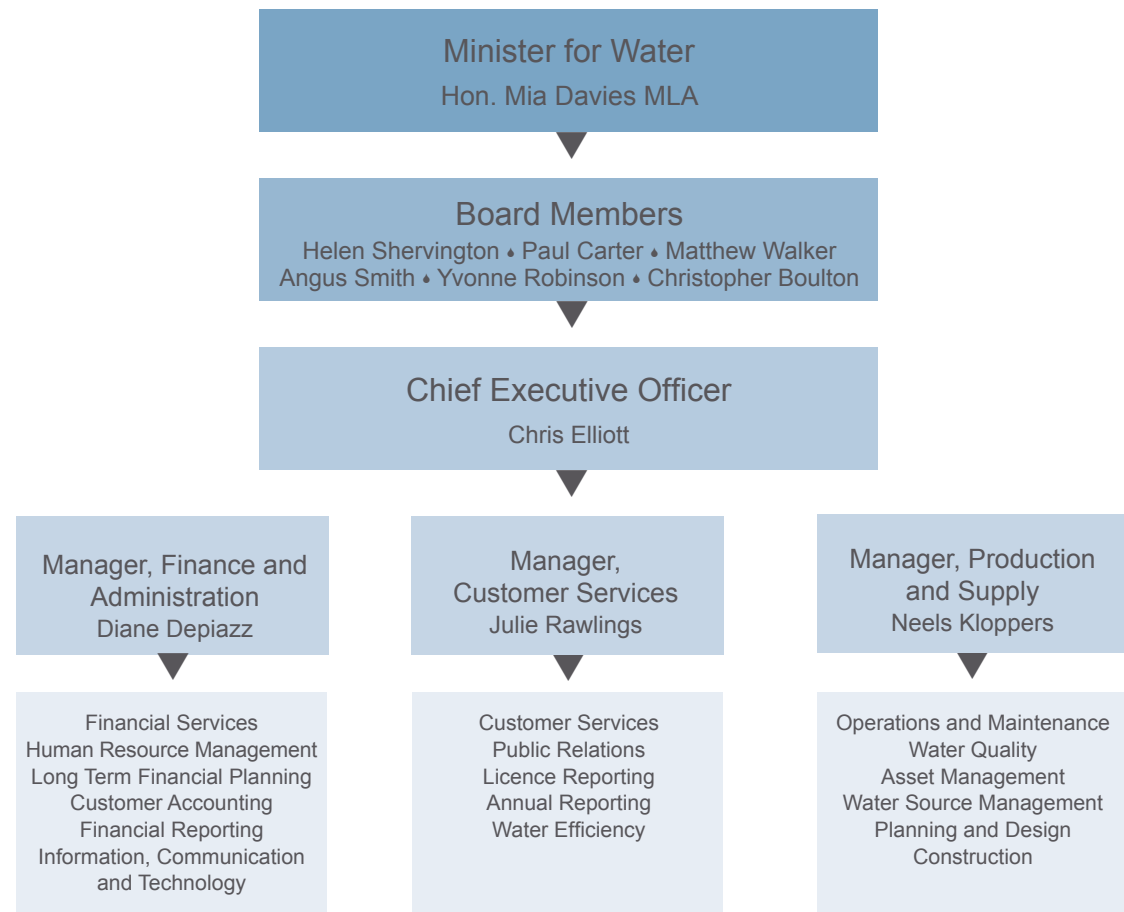 Minister for Water
Hon. Mia Davies MLA
Board Members
Helen Shervington • Paul Carter • Matthew Walker
Angus Smith • Yvonne Robinson • Christopher Boulton
Chief Executive Officer
Chris Elliott
Manager, Finance and
Administration
Diane Depiazz
Manager,
Customer Services
Julie Rawlings
Manager, Production
and Supply
Neels Kloppers
Financial Services
Human Resource Management
Long Term Financial Planning
Customer Accounting
Financial Reporting
Information, Communication
and Technology
Customer Services
Public Relations
Licence Reporting
Annual Reporting
Water Efficiency
Operations and Maintenance
Water Quality
Asset Management
Water Source Management
Planning and Design
Construction